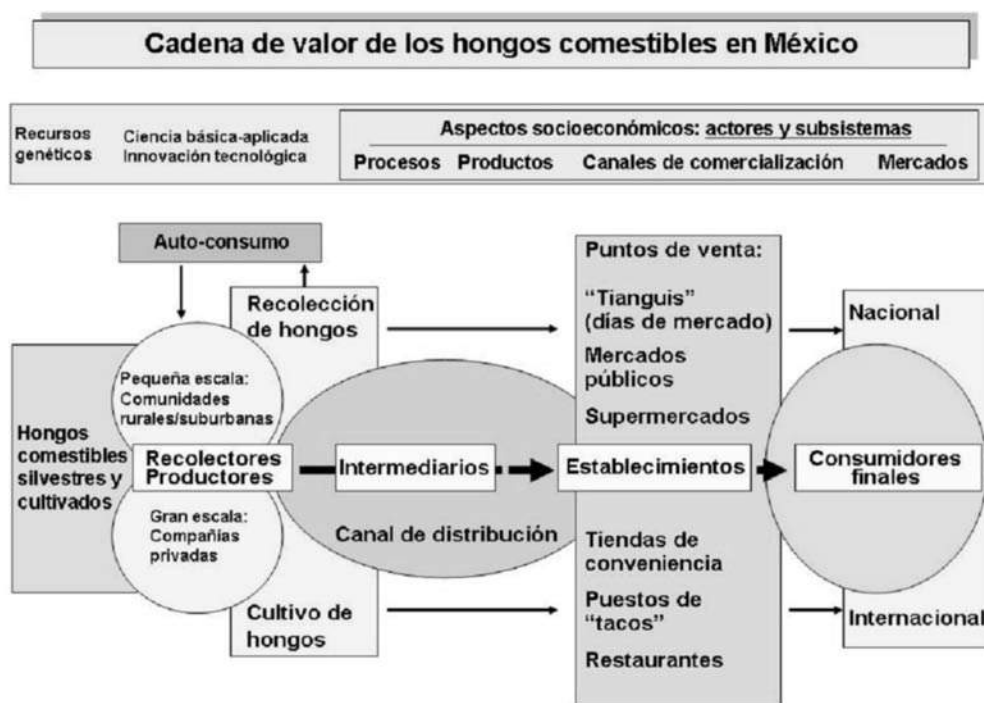 Cadena de valor de los hongos comestibles en México
Recursos
genéticos
Ciencia básica-aplicada
Innovación tecnológica
Aspectos socioeconómicos: actores y subsistemas
Procesos Productos Canales de comercialización Mercados
Auto-consumo
Recolección
de hongos
Pequeña escala:
Comunidades
rurales/suburbanas
Hongos
comestibles
silvestres y
cultivados
Recolectores
Productores
Gran escala:
Compañías
privadas
Cultivo de
hongos
Intermediarios
Canal de distribución
Puntos de venta:
“Tianguis”
(días de mercado)
Mercados
públicos
Supermercados
Establecimientos
Tiendas de
conveniencia
Puestos de
“tacos”
Restaurantes
Nacional
Consumidores
finales
Internacional